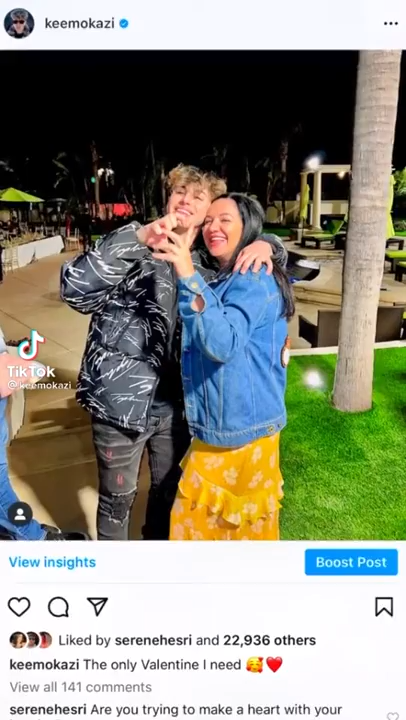 keemokazi
TikTok
@keemokazi
View insights
Boost Post
Liked by serenehesri and 22,936 others
keemokazi The only Valentine I need 🥰❤️
View all 141 comments
serenehesri Are you trying to make a heart with your